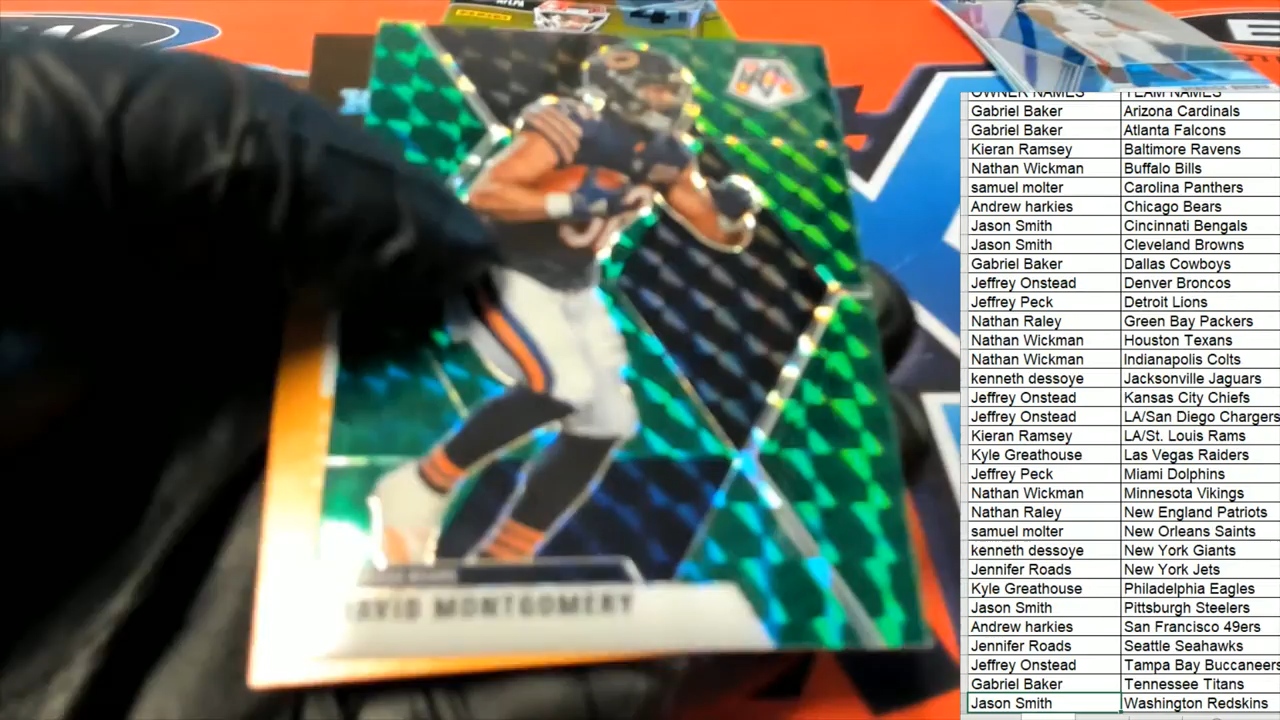 OWNER NAMES TEAM NAMES
Gabriel Baker Arizona Cardinals
Gabriel Baker Atlanta Falcons
Kieran Ramsey Baltimore Ravens
Nathan Wickman Buffalo Bills
samuel molter Carolina Panthers
Andrew harkies Chicago Bears
Jason Smith Cincinnati Bengals
Jason Smith Cleveland Browns
Gabriel Baker Dallas Cowboys
Jeffrey Onstead Denver Broncos
Jeffrey Peck Detroit Lions
Nathan Raley Green Bay Packers
Nathan Wickman Houston Texans
Nathan Wickman Indianapolis Colts
kenneth dessoye Jacksonville Jaguars
Jeffrey Onstead Kansas City Chiefs
Jeffrey Onstead LA/San Diego Chargers
Kieran Ramsey LA/St. Louis Rams
Kyle Greathouse Las Vegas Raiders
Jeffrey Peck Miami Dolphins
Nathan Wickman Minnesota Vikings
Nathan Raley New England Patriots
samuel molter New Orleans Saints
kenneth dessoye New York Giants
Jennifer Roads New York Jets
Kyle Greathouse Philadelphia Eagles
Jason Smith Pittsburgh Steelers
Andrew harkies San Francisco 49ers
Jennifer Roads Seattle Seahawks
Jeffrey Onstead Tampa Bay Buccaneers
Gabriel Baker Tennessee Titans
Jason Smith Washington Redskins
PANINI
AVID MONTGOMERY